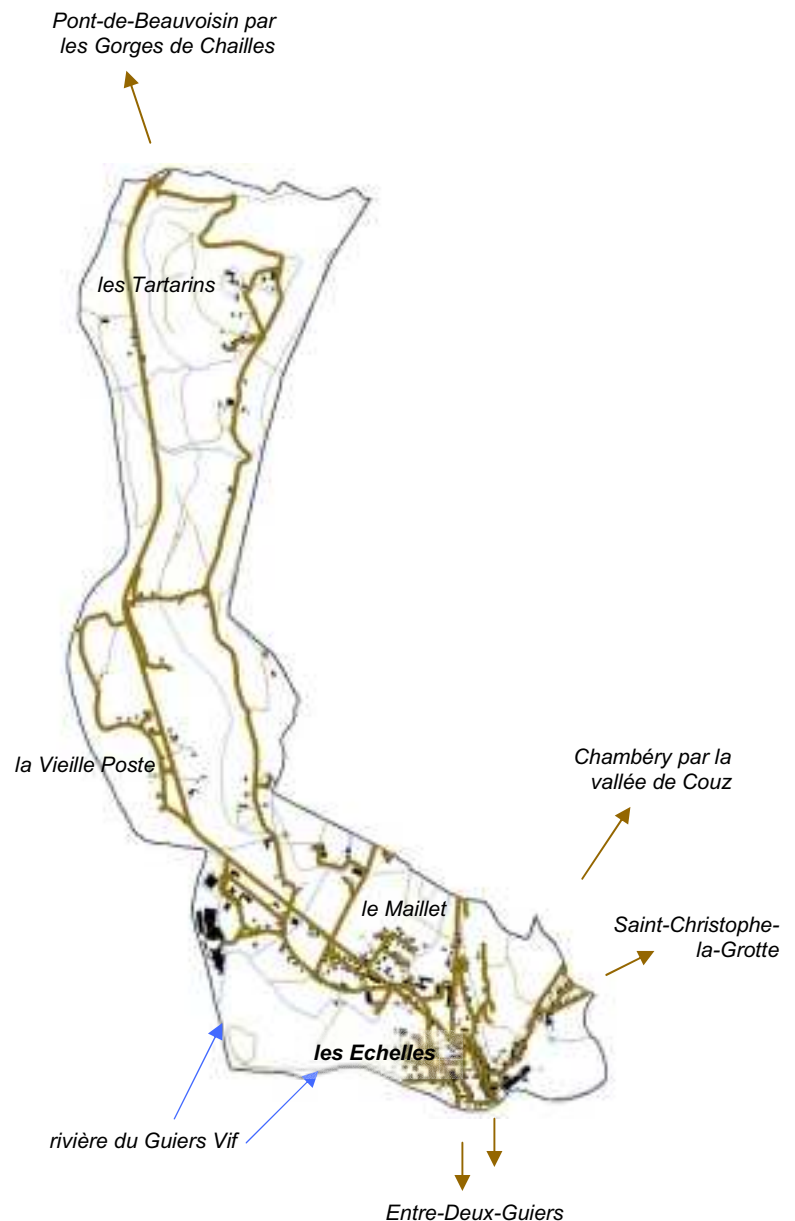 Pont-de-Beauvoisin par
les Gorges de Chailles
les Tartarins
la Vieille Poste
Chambéry par la
vallée de Couz
le Maillet
Saint-Christophe-
la-Grotte
les Echelles
rivière du Guiers Vif
Entre-Deux-Guiers